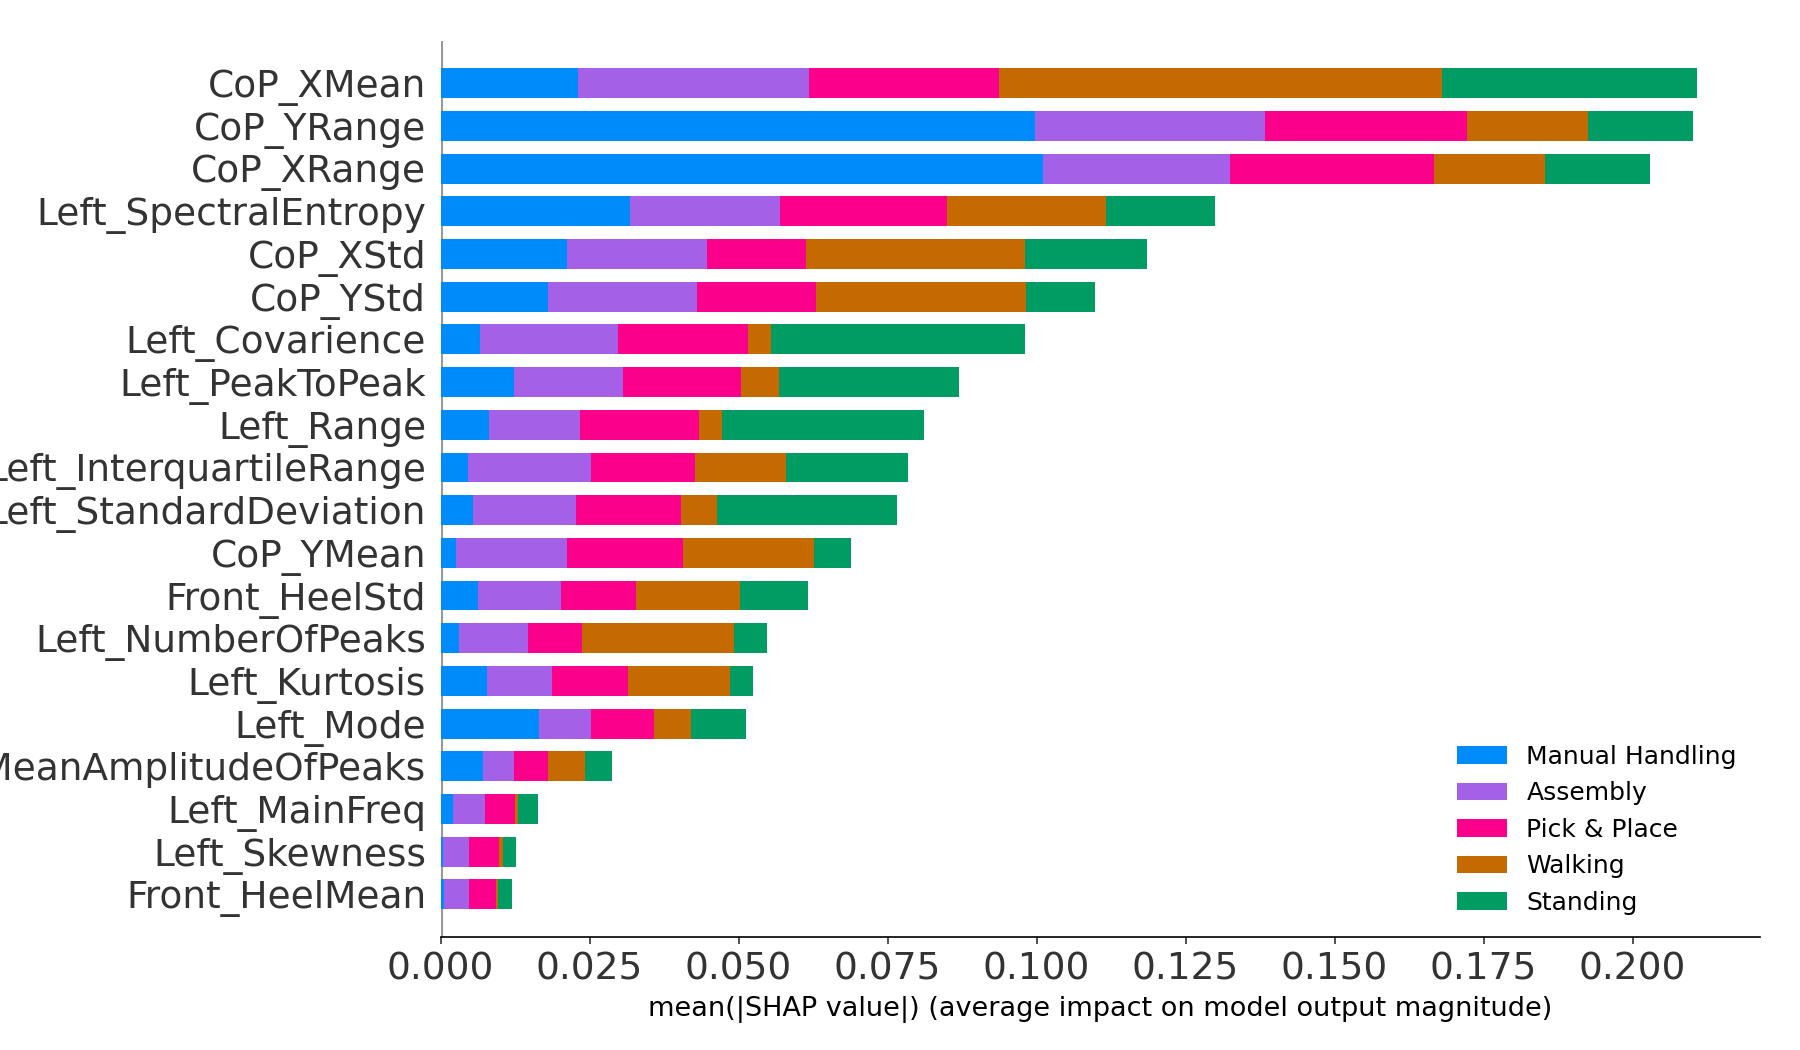 CoP_XMean
CoP_YRange
CoP_XRange
Left_SpectralEntropy
CoP_XStd
CoP_YStd
Left_Covarience
Left_PeakToPeak
Left_Range
Left_InterquartileRange
Left_StandardDeviation
CoP_YMean
Front_HeelStd
Left_NumberOfPeaks
Left_Kurtosis
Left_Mode
MeanAmplitudeOfPeaks
Left_MainFreq
Left_Skewness
Front_HeelMean
Manual Handling
Assembly
Pick & Place
Walking
Standing
0.000 0.025 0.050 0.075 0.100 0.125 0.150 0.175 0.200
mean(|SHAP value|) (average impact on model output magnitude)